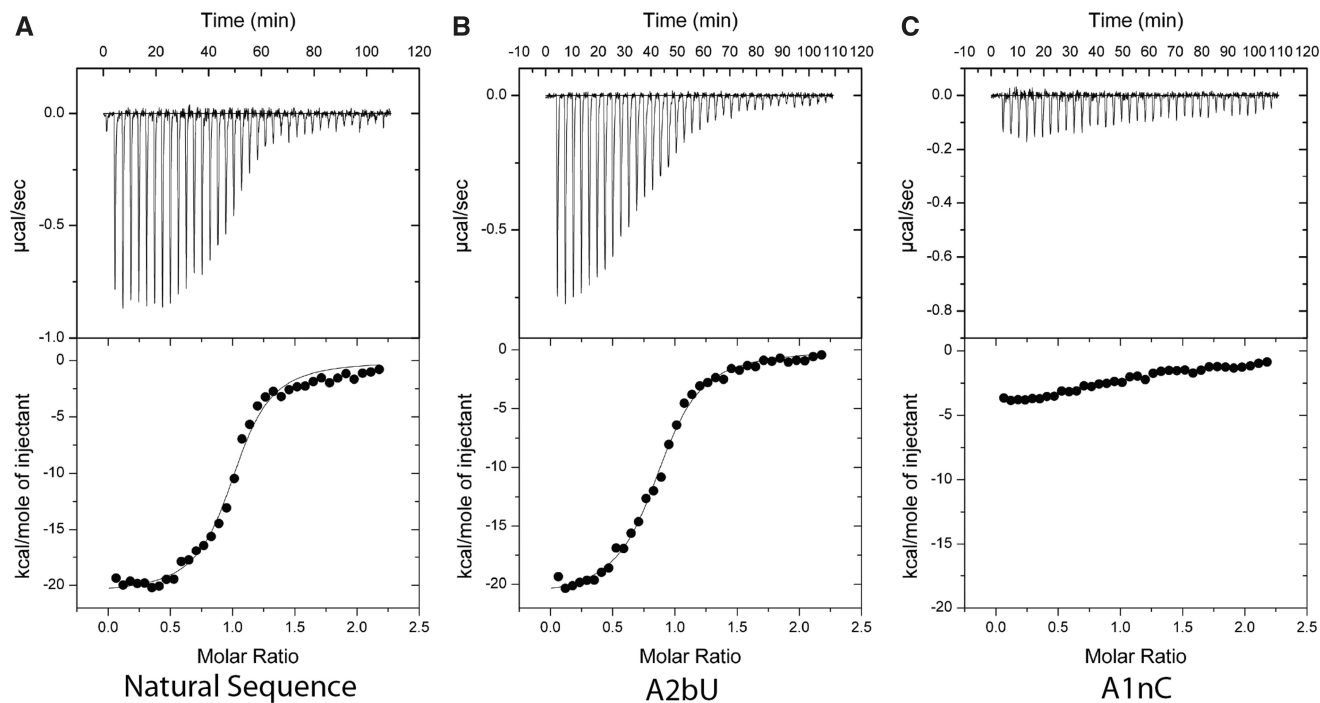 A
Time (min)
0 20 40 60 80 100 120
0.0
-0.5
-1.0
µcal/sec
0
-5
-10
-15
-20
kcal/mole of injectant
0.0 0.5 1.0 1.5 2.0 2.5
Molar Ratio
Natural Sequence
B
Time (min)
-10 0 10 20 30 40 50 60 70 80 90 100 110 120
0.0
-0.5
µcal/sec
0
-5
-10
-15
-20
kcal/mole of injectant
0.0 0.5 1.0 1.5 2.0 2.5
Molar Ratio
A2bU
C
Time (min)
-10 0 10 20 30 40 50 60 70 80 90 100 110 120
0.0
-0.2
-0.4
-0.6
-0.8
µcal/sec
0
-5
-10
-15
-20
kcal/mole of injectant
0.0 0.5 1.0 1.5 2.0 2.5
Molar Ratio
A1nC